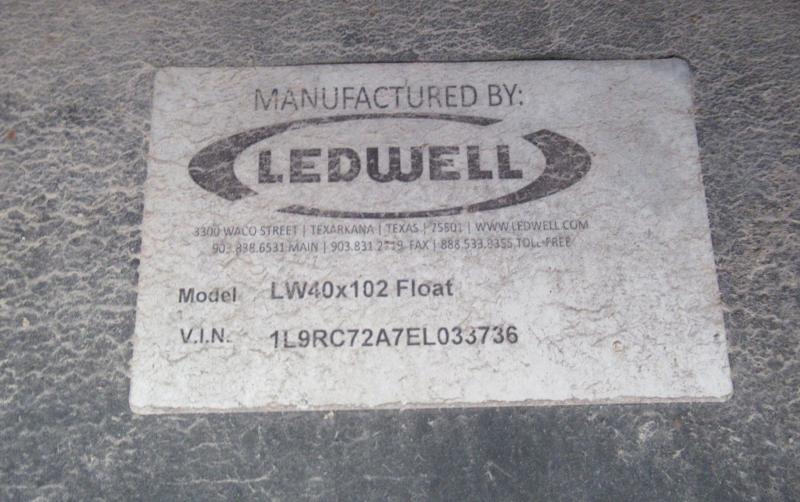 MANUFACTURED BY:
LEDWELL
3300 WACO STREET | TEXARKANA | TEXAS | 75501 | WWW.LEDWELL.COM
903.838.6531 MAIN | 903.831.2719 FAX | 888.533.8355 TOLL-FREE
Model LW40x102 Float
V.I.N. 1L9RC72A7EL033736